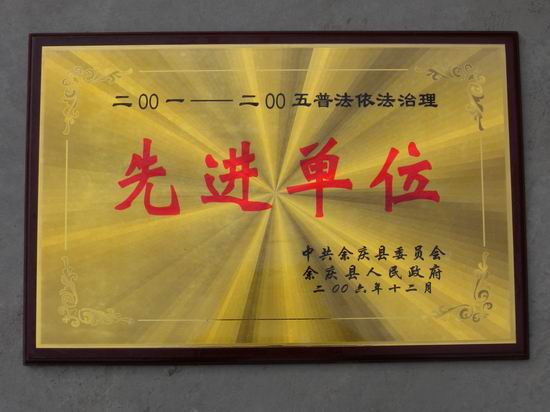 二00一——二00五普法依法治理
先进单位
中共余庆县委员会
余庆县人民政府
二00六年十二月